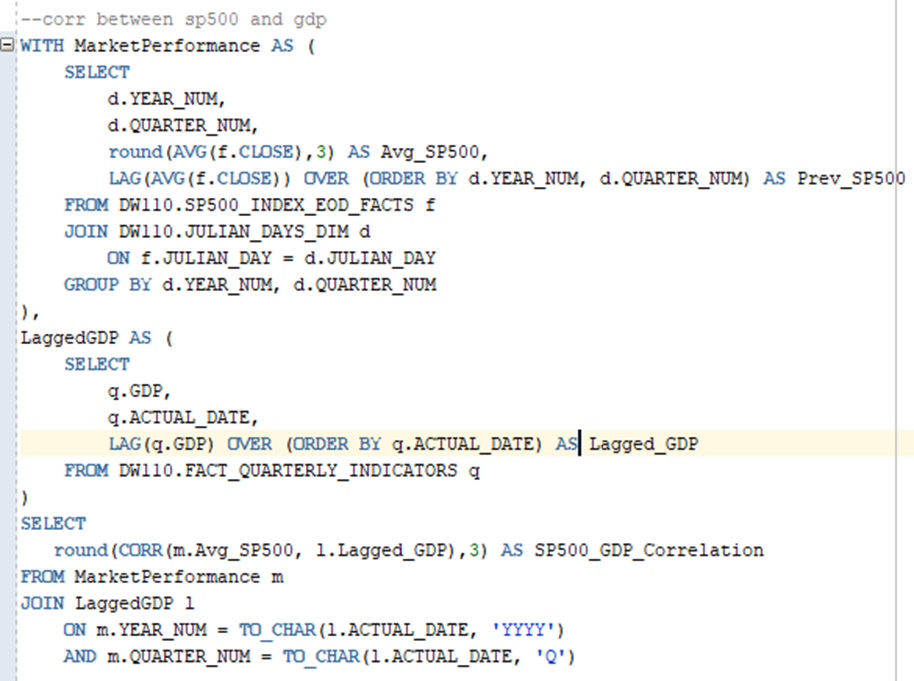 --corr between sp500 and gdp
WITH MarketPerformance AS (
    SELECT
        d.YEAR_NUM,
        d.QUARTER_NUM,
        round(AVG(f.CLOSE),3) AS Avg_SP500,
        LAG(AVG(f.CLOSE)) OVER (ORDER BY d.YEAR_NUM, d.QUARTER_NUM) AS Prev_SP500
    FROM DW110.SP500_INDEX_EOD_FACTS f
    JOIN DW110.JULIAN_DAYS_DIM d
        ON f.JULIAN_DAY = d.JULIAN_DAY
    GROUP BY d.YEAR_NUM, d.QUARTER_NUM
),
LaggedGDP AS (
    SELECT
        q.GDP,
        q.ACTUAL_DATE,
        LAG(q.GDP) OVER (ORDER BY q.ACTUAL_DATE) AS Lagged_GDP
    FROM DW110.FACT_QUARTERLY_INDICATORS q
)
SELECT
   round(CORR(m.Avg_SP500, l.Lagged_GDP),3) AS SP500_GDP_Correlation
FROM MarketPerformance m
JOIN LaggedGDP l
    ON m.YEAR_NUM = TO_CHAR(l.ACTUAL_DATE, 'YYYY')
    AND m.QUARTER_NUM = TO_CHAR(l.ACTUAL_DATE, 'Q')